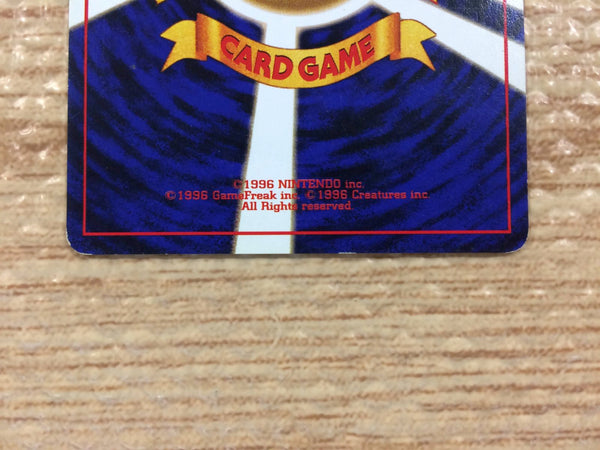 CARD GAME
©1996 NINTENDO inc.
©1996 GameFreak inc. ©1996 Creatures inc.
All Rights reserved.